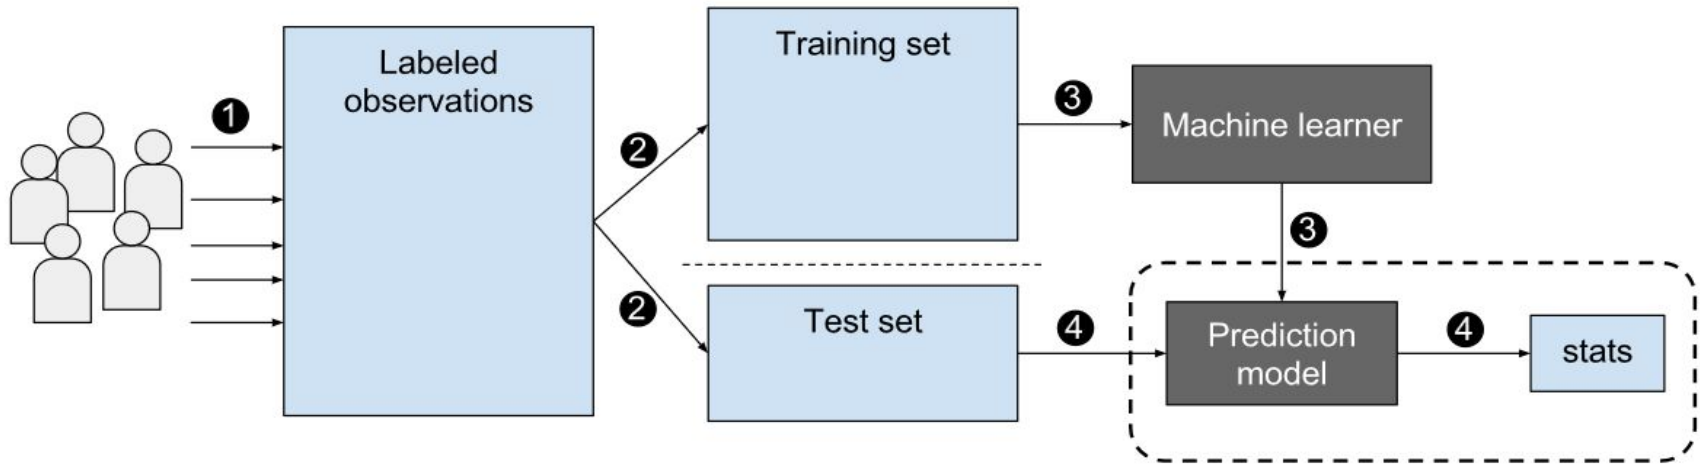 1
Labeled
observations
2
2
Training set
Test set
3
Machine learner
3
4
Prediction
model
4
stats